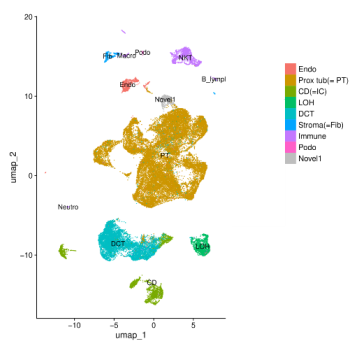 20
10
0
−10
−10
−5
0
5
umap_2
umap_1
Fib
Macro
Podo
NKT
Endo
B_lympl
Novel1
PT
Neutro
DCT
LOH
CD
Endo
Prox tub(= PT)
CD(=IC)
LOH
DCT
Stroma(=Fib)
Immune
Podo
Novel1